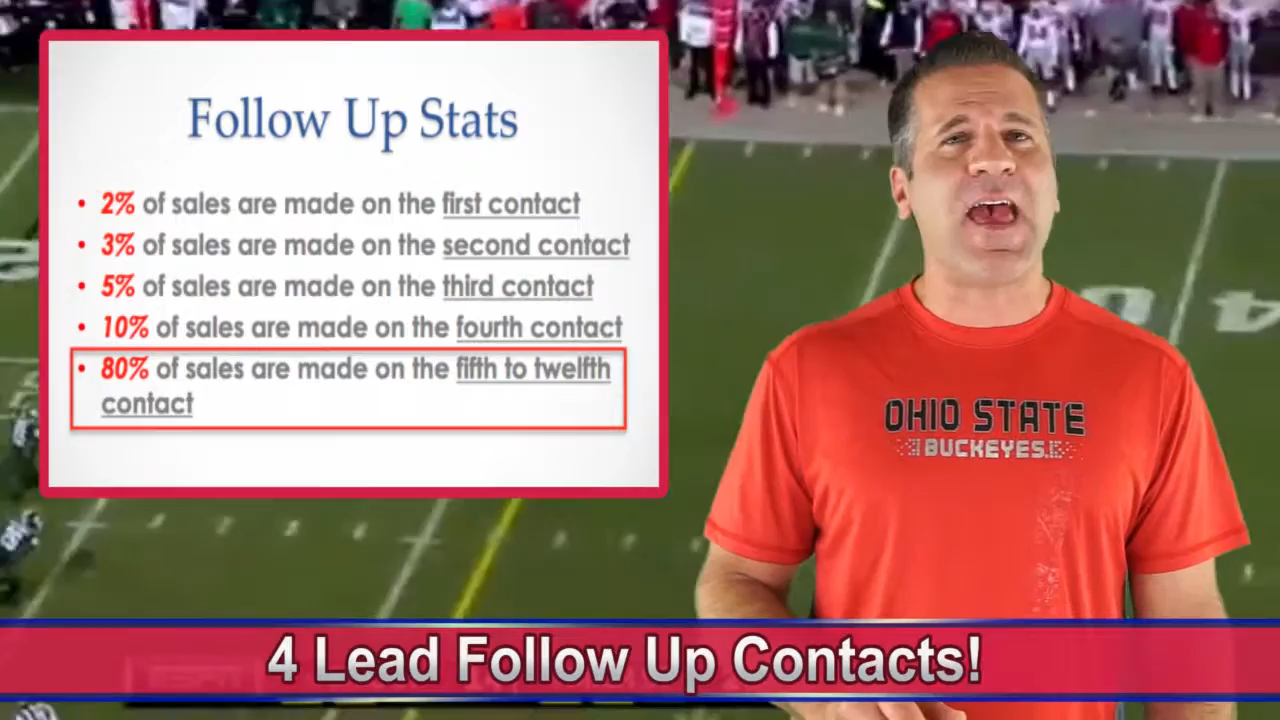 Follow Up Stats
• 2% of sales are made on the first contact
• 3% of sales are made on the second contact
• 5% of sales are made on the third contact
• 10% of sales are made on the fourth contact
• 80% of sales are made on the fifth to twelfth
contact
OHIO STATE
BUCKEYES
4 Lead Follow Up Contacts!